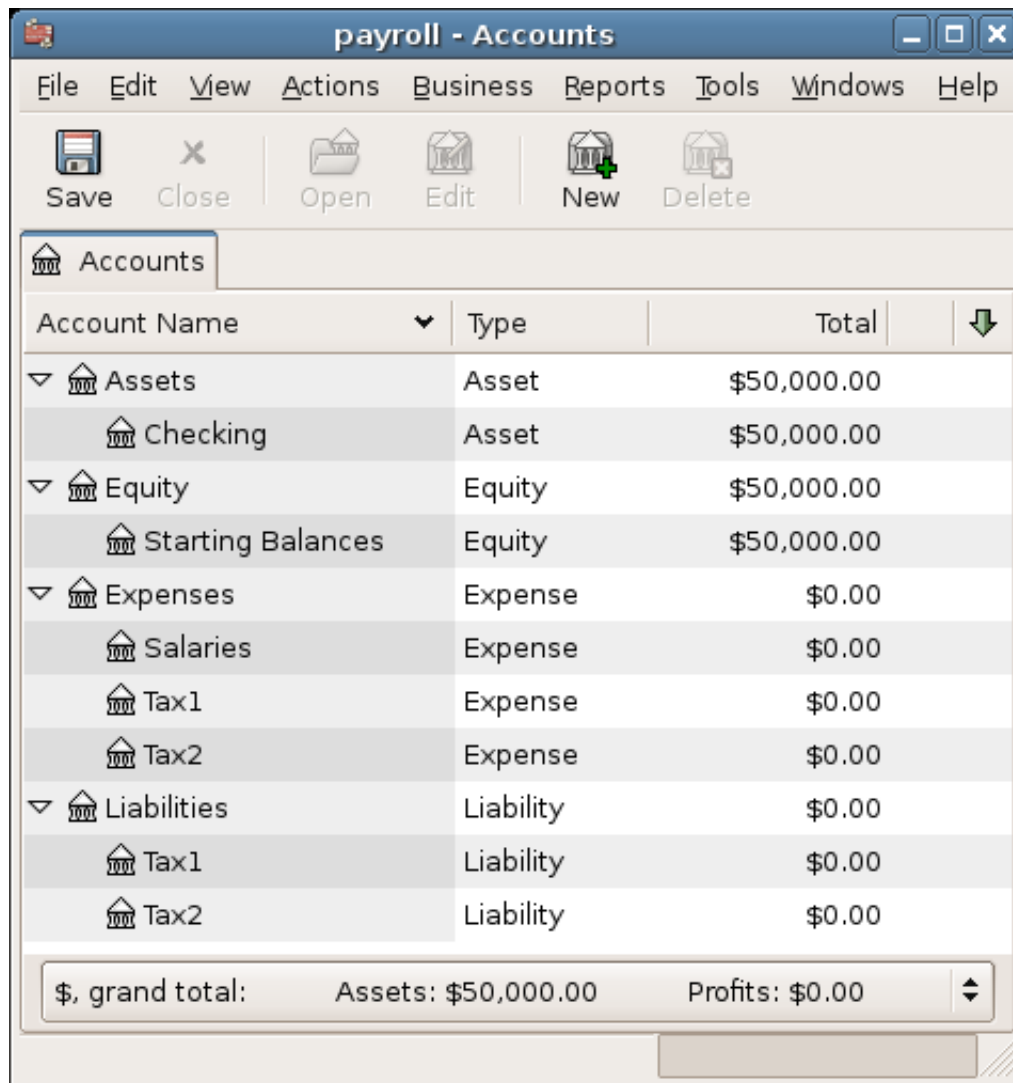 payroll - Accounts
File Edit View Actions Business Reports Tools Windows Help
Save Close Open Edit New Delete
Accounts
Account Name Type Total
Assets Asset $50,000.00
Checking Asset $50,000.00
Equity Equity $50,000.00
Starting Balances Equity $50,000.00
Expenses Expense $0.00
Salaries Expense $0.00
Tax1 Expense $0.00
Tax2 Expense $0.00
Liabilities Liability $0.00
Tax1 Liability $0.00
Tax2 Liability $0.00
$, grand total: Assets: $50,000.00 Profits: $0.00